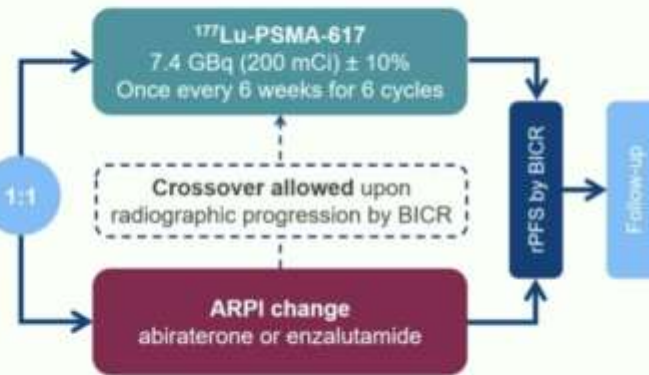 1:1
¹⁷⁷Lu-PSMA-617
7.4 GBq (200 mCi) ± 10%
Once every 6 weeks for 6 cycles
Crossover allowed upon
radiographic progression by BICR
ARPI change
abiraterone or enzalutamide
rPFS by BICR
Follow-up